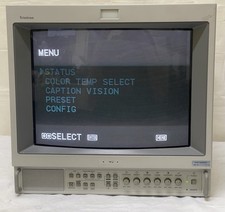 MENU
STATUS
COLOR TEMP SELECT
CAPTION VISION
PRESET
CONFIG
SELECT